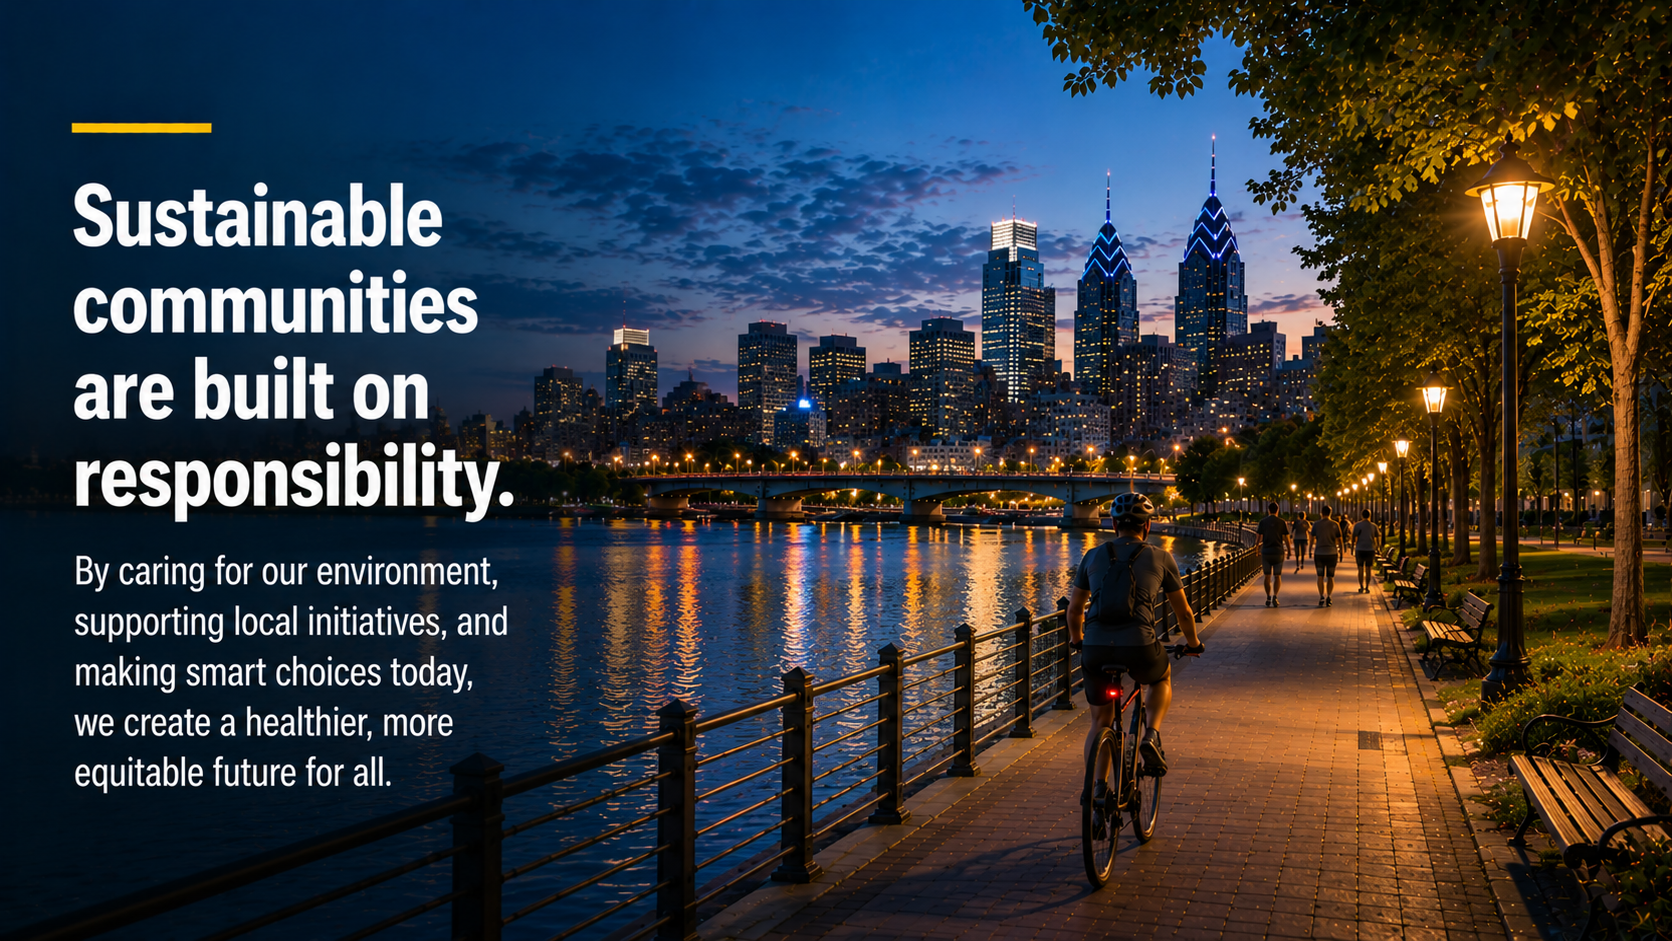 Sustainable
communities
are built on
responsibility.
By caring for our environment,
supporting local initiatives, and
making smart choices today,
we create a healthier, more
equitable future for all.